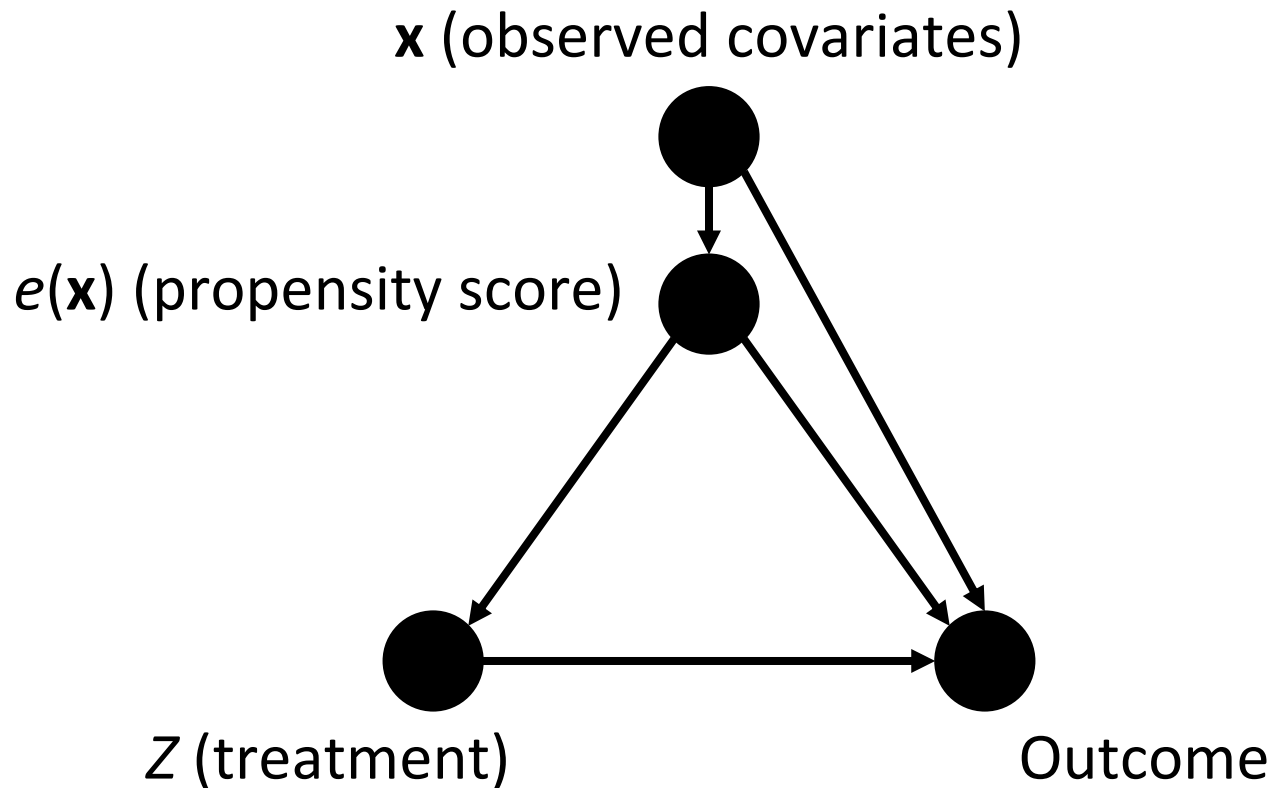 x (observed covariates)
e(x) (propensity score)
Z (treatment)
Outcome